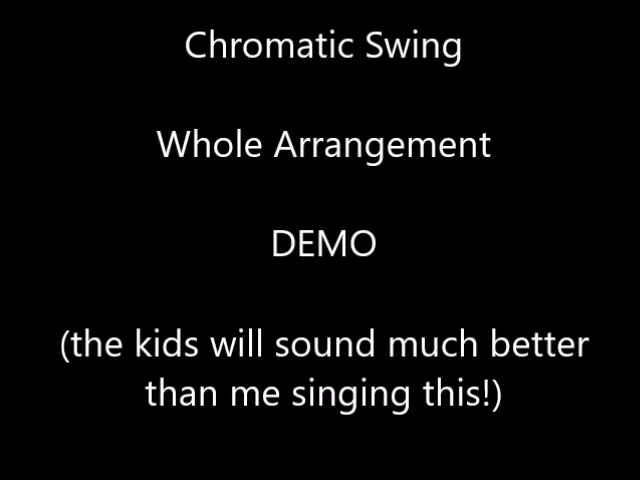 Chromatic Swing
Whole Arrangement
DEMO
(the kids will sound much better
than me singing this!)